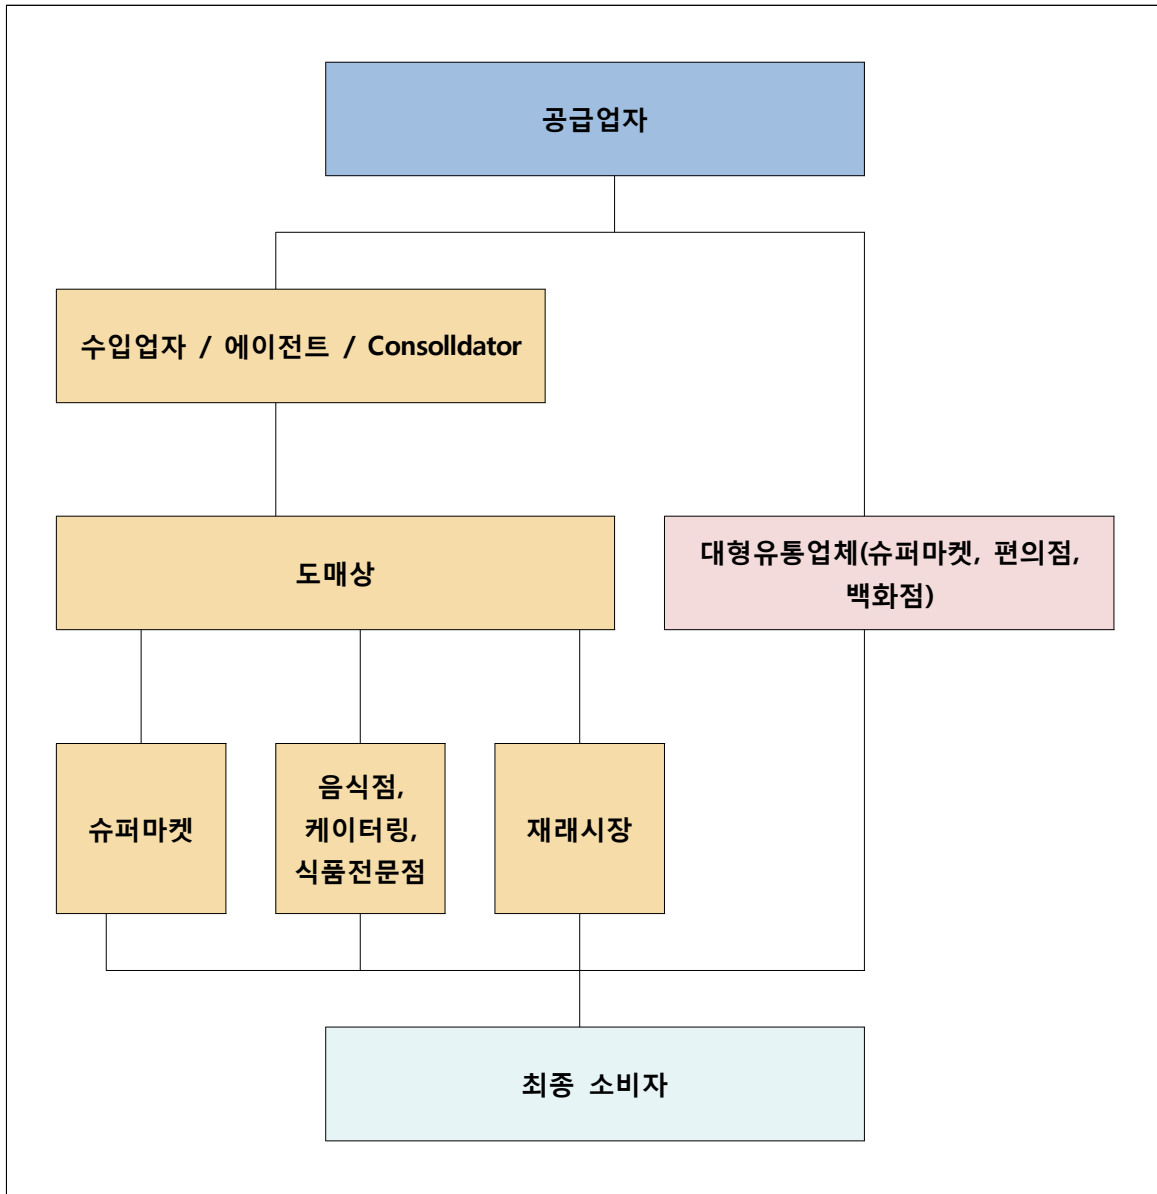 공급업자
수입업자 / 에이전트 / Consolldator
도매상
대형유통업체(슈퍼마켓, 편의점,
백화점)
슈퍼마켓
음식점,
케이터링,
식품전문점
재래시장
최종 소비자